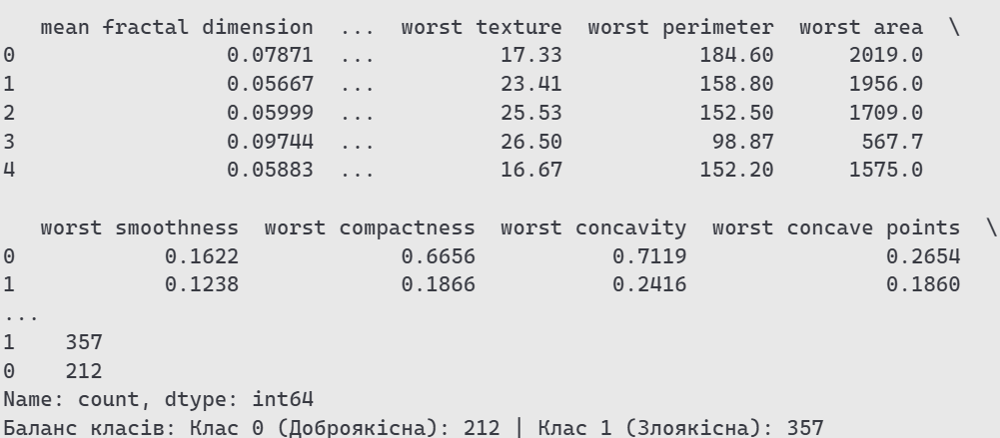 mean fractal dimension ... worst texture worst perimeter worst area \
0 0.07871 ... 17.33 184.60 2019.0
1 0.05667 ... 23.41 158.80 1956.0
2 0.05999 ... 25.53 152.50 1709.0
3 0.09744 ... 26.50 98.87 567.7
4 0.05883 ... 16.67 152.20 1575.0
worst smoothness worst compactness worst concavity worst concave points \
0 0.1622 0.6656 0.7119 0.2654
1 0.1238 0.1866 0.2416 0.1860
...
1 357
0 212
Name: count, dtype: int64
Баланс класів: Клас 0 (Доброякісна): 212 | Клас 1 (Злоякісна): 357